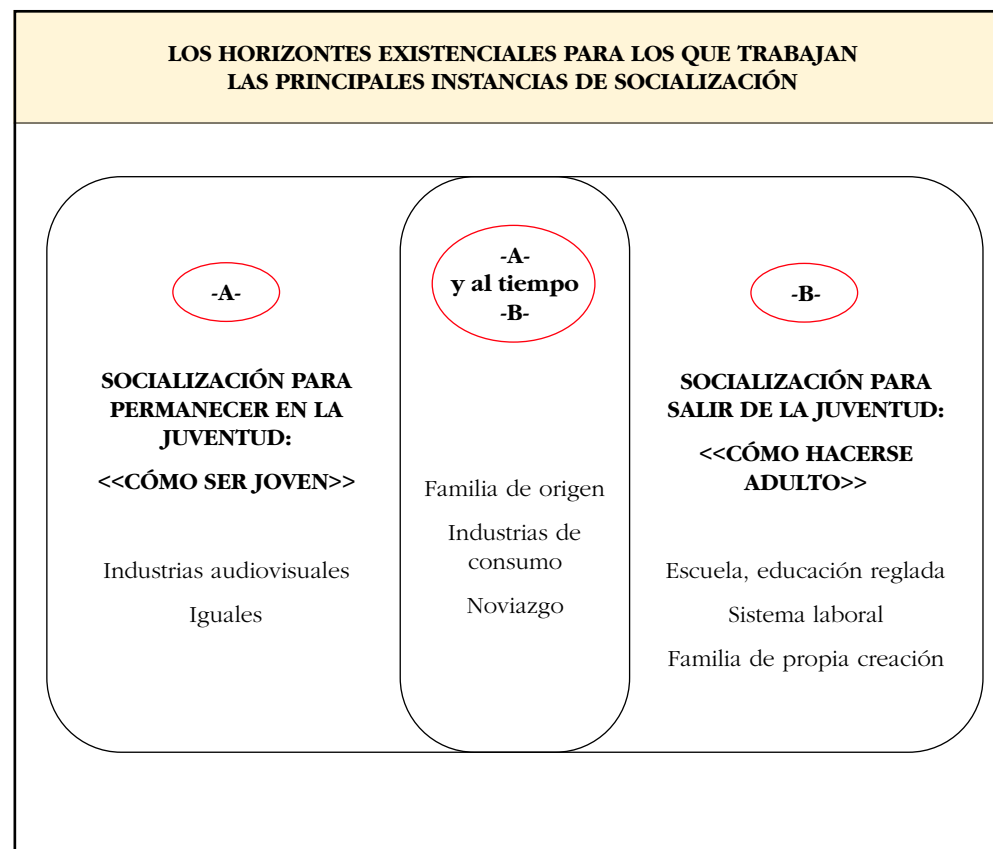 LOS HORIZONTES EXISTENCIALES PARA LOS QUE TRABAJAN
LAS PRINCIPALES INSTANCIAS DE SOCIALIZACIÓN
-A-
SOCIALIZACIÓN PARA
PERMANECER EN LA
JUVENTUD:
<<CÓMO SER JOVEN>>
Industrias audiovisuales
Iguales
-A-
y al tiempo
-B-
Familia de origen
Industrias de
consumo
Noviazgo
-B-
SOCIALIZACIÓN PARA
SALIR DE LA JUVENTUD:
<<CÓMO HACERSE
ADULTO>>
Escuela, educación reglada
Sistema laboral
Familia de propia creación